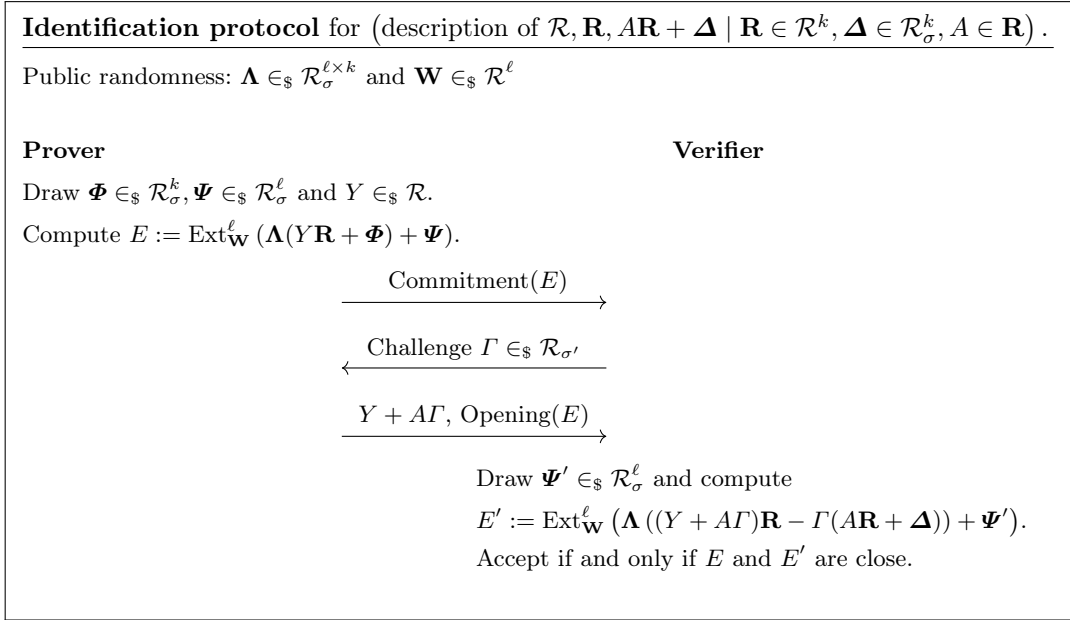 Identification protocol for (description of ℛ, 𝐑, A𝐑 + 𝜟 | 𝐑 ∈ ℛ^k, 𝜟 ∈ ℛ_σ^k, A ∈ 𝐑).
Public randomness: 𝚲 ∈_$ ℛ_σ^{ℓ×k} and 𝐖 ∈_$ ℛ^ℓ
Prover Verifier
Draw 𝜱 ∈_$ ℛ_σ^k, 𝜳 ∈_$ ℛ_σ^ℓ and Y ∈_$ ℛ.
Compute E := Ext_𝐖^ℓ (𝚲(Y𝐑 + 𝜱) + 𝜳).
Commitment(E)
Challenge Γ ∈_$ ℛ_{σ′}
Y + AΓ, Opening(E)
Draw 𝜳′ ∈_$ ℛ_σ^ℓ and compute
E′ := Ext_𝐖^ℓ (𝚲 ((Y + AΓ)𝐑 − Γ(A𝐑 + 𝜟)) + 𝜳′).
Accept if and only if E and E′ are close.